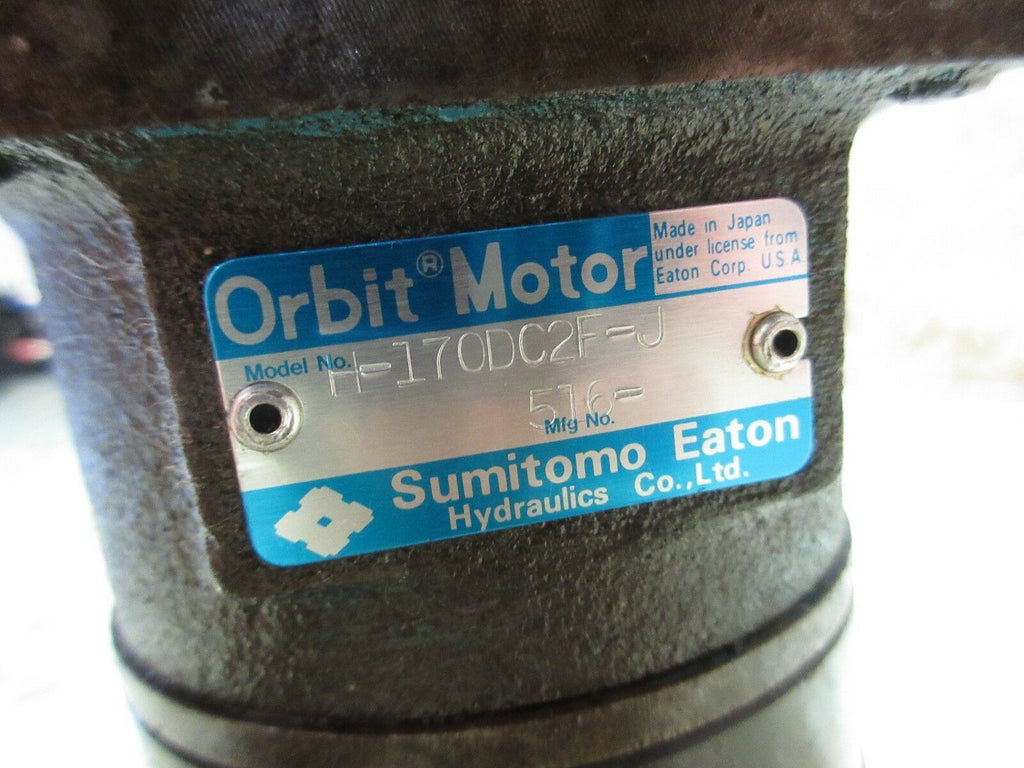 Orbit® Motor
Made in Japan
under license from
Eaton Corp. U.S.A.
Model No. H-170DC2F-J
516-
Mfg No.
Sumitomo Eaton
Hydraulics Co.,Ltd.